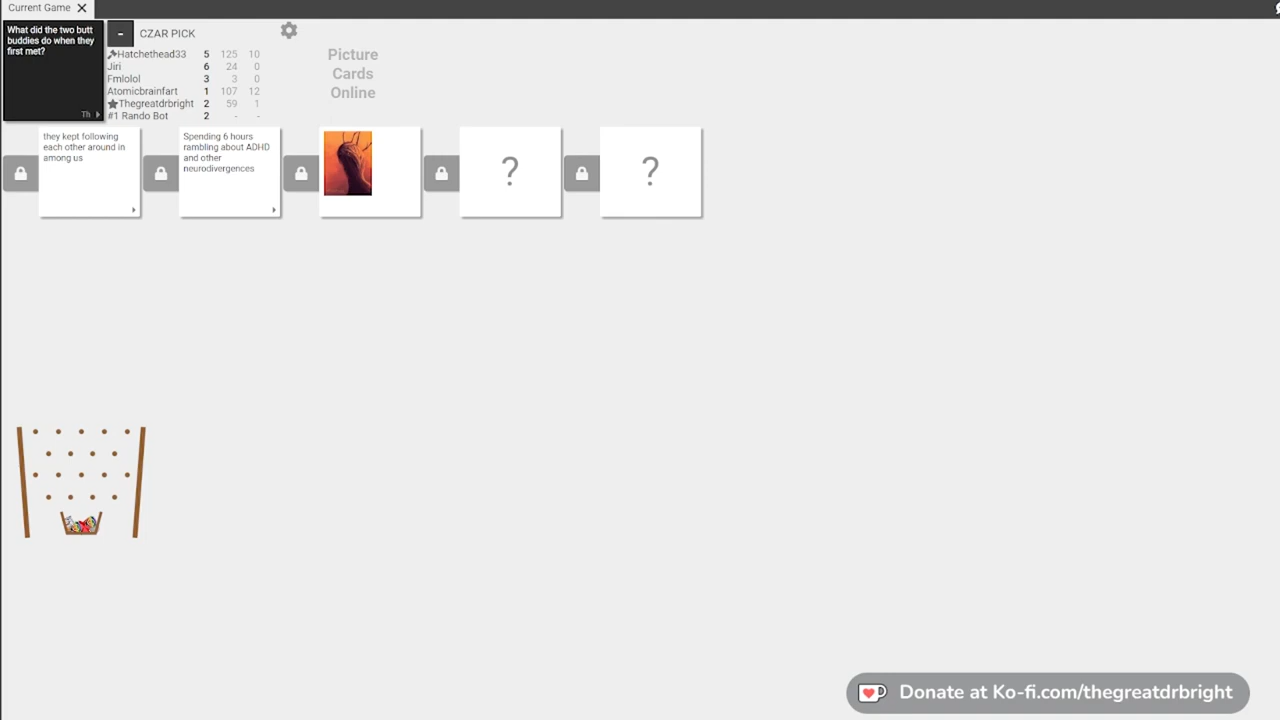 Current Game
What did the two butt
buddies do when they
first met?
Th
-
CZAR PICK
Hatchethead33 5 125 10
Jiri 6 24 0
Fmlolol 3 3 0
Atomicbrainfart 1 107 12
Thegreatdrbright 2 59 1
#1 Rando Bot 2 - -
Picture
Cards
Online
they kept following
each other around in
among us
Spending 6 hours
rambling about ADHD
and other
neurodivergences
?
?
Donate at Ko-fi.com/thegreatdrbright